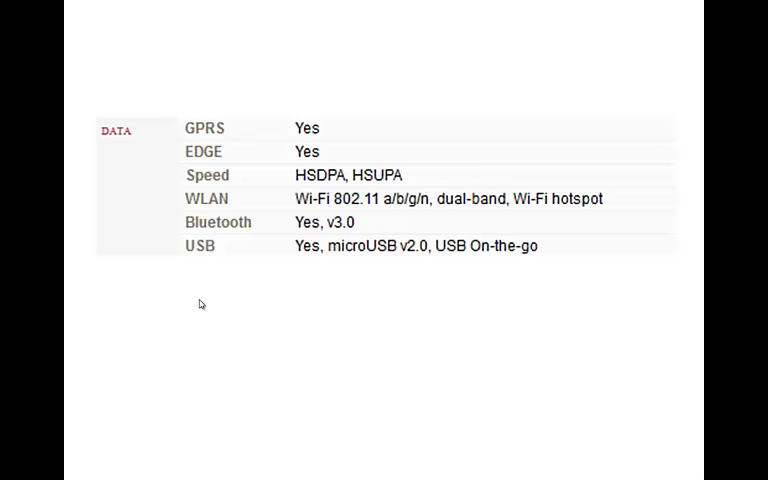 DATA GPRS Yes
EDGE Yes
Speed HSDPA, HSUPA
WLAN Wi-Fi 802.11 a/b/g/n, dual-band, Wi-Fi hotspot
Bluetooth Yes, v3.0
USB Yes, microUSB v2.0, USB On-the-go